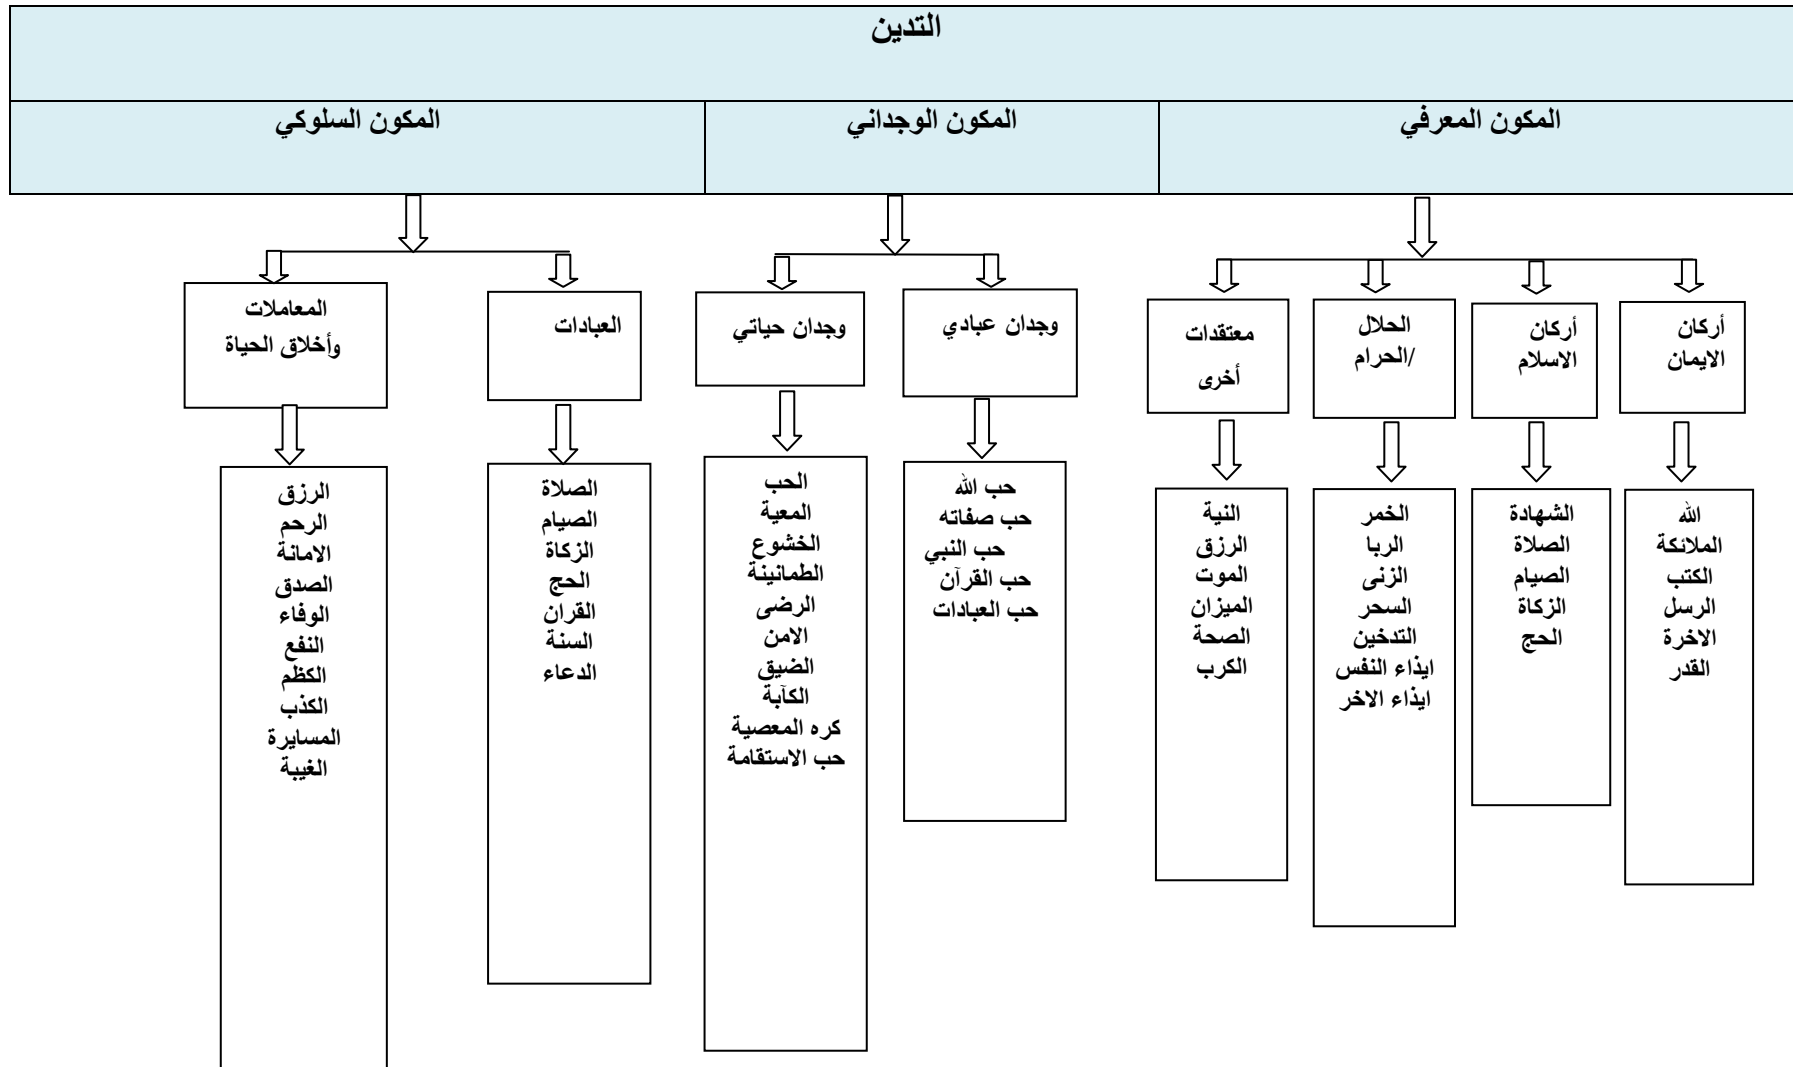 التدين
المكون المعرفي
المكون الوجداني
المكون السلوكي
أركان
الايمان
أركان
الاسلام
الحلال
/الحرام
معتقدات
أخرى
وجدان عبادي
وجدان حياتي
العبادات
المعاملات
وأخلاق الحياة
الله
الملائكة
الكتب
الرسل
الاخرة
القدر
الشهادة
الصلاة
الصيام
الزكاة
الحج
الخمر
الربا
الزنى
السحر
التدخين
ايذاء النفس
ايذاء الاخر
النية
الرزق
الموت
الميزان
الصحة
الكرب
حب الله
حب صفاته
حب النبي
حب القرآن
حب العبادات
الحب
المعية
الخشوع
الطمانينة
الرضى
الامن
الضيق
الكآبة
كره المعصية
حب الاستقامة
الصلاة
الصيام
الزكاة
الحج
القران
السنة
الدعاء
الرزق
الرحم
الامانة
الصدق
الوفاء
النفع
الكظم
الكذب
المسايرة
الغيبة